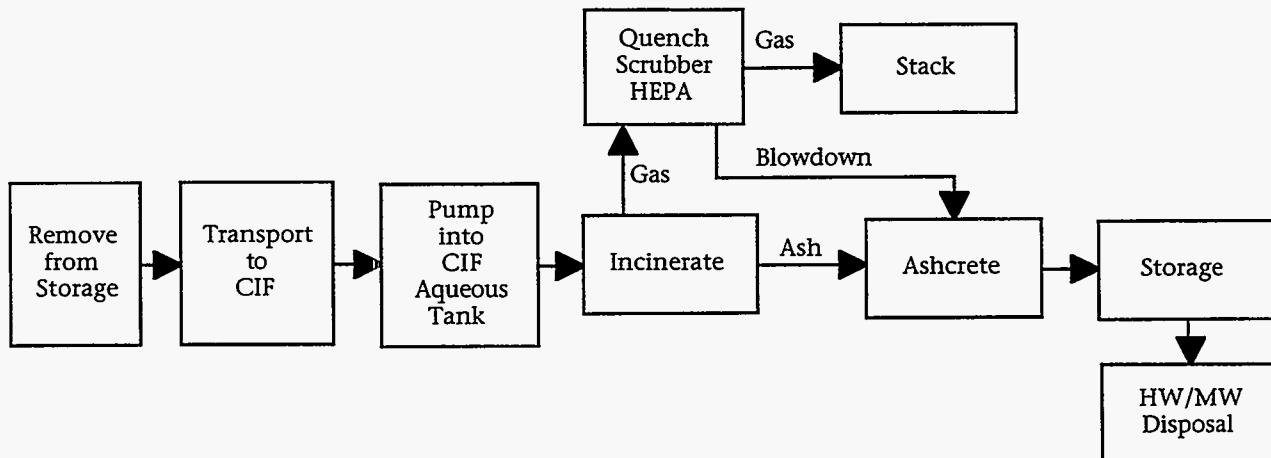 Remove
from
Storage
Transport
to
CIF
Pump
into
CIF
Aqueous
Tank
Incinerate
Gas
Quench
Scrubber
HEPA
Gas
Stack
Blowdown
Ash
Ashcrete
Storage
HW/MW
Disposal